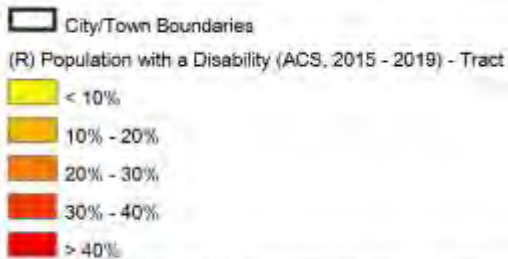 City/Town Boundaries
(R) Population with a Disability (ACS, 2015 - 2019) - Tract
< 10%
10% - 20%
20% - 30%
30% - 40%
> 40%